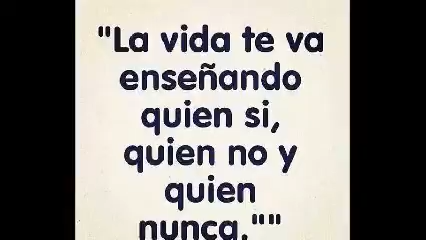 "La vida te va
enseñando
quien si,
quien no y
quien
nunca.""